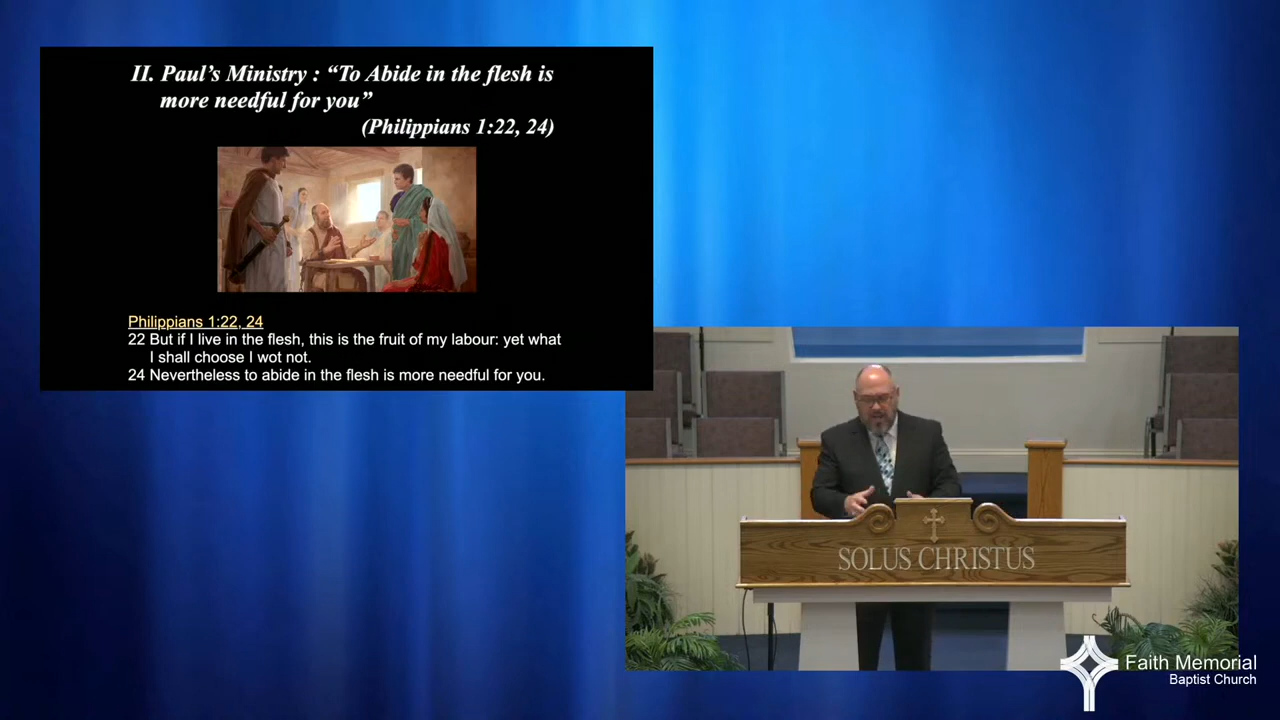 II. Paul's Ministry : “To Abide in the flesh is
more needful for you”
(Philippians 1:22, 24)
Philippians 1:22, 24
22 But if I live in the flesh, this is the fruit of my labour: yet what
I shall choose I wot not.
24 Nevertheless to abide in the flesh is more needful for you.
SOLUS CHRISTUS
Faith Memorial
Baptist Church